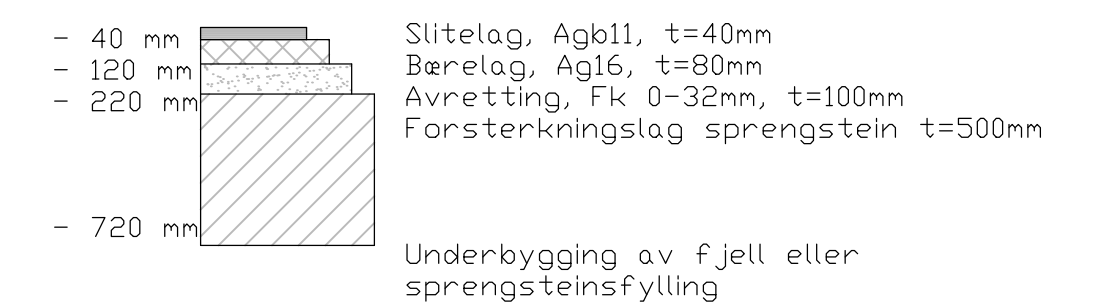 - 40 mm
- 120 mm
- 220 mm
- 720 mm
Slitelag, Agb11, t=40mm
Bærelag, Ag16, t=80mm
Avretting, Fk 0-32mm, t=100mm
Forsterkningslag sprengstein t=500mm
Underbygging av fjell eller
sprengsteinsfylling